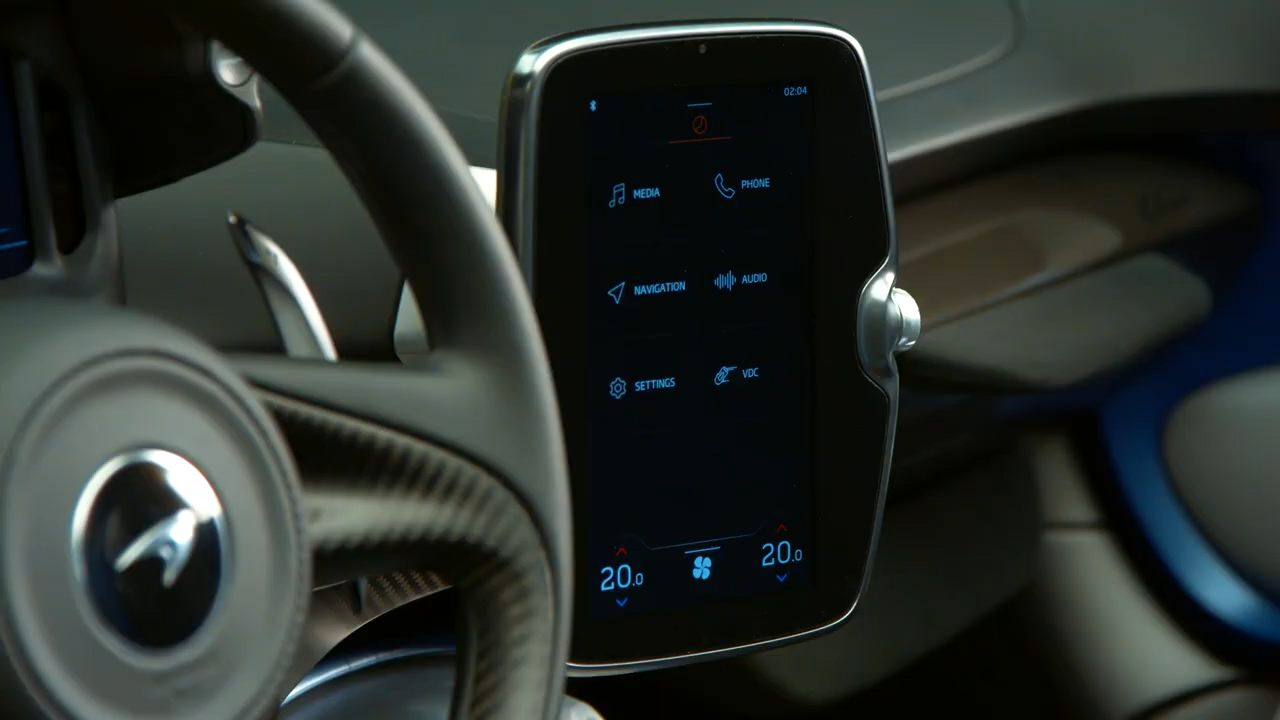 02:04
MEDIA
PHONE
NAVIGATION
AUDIO
SETTINGS
VDC
20.0
20.0